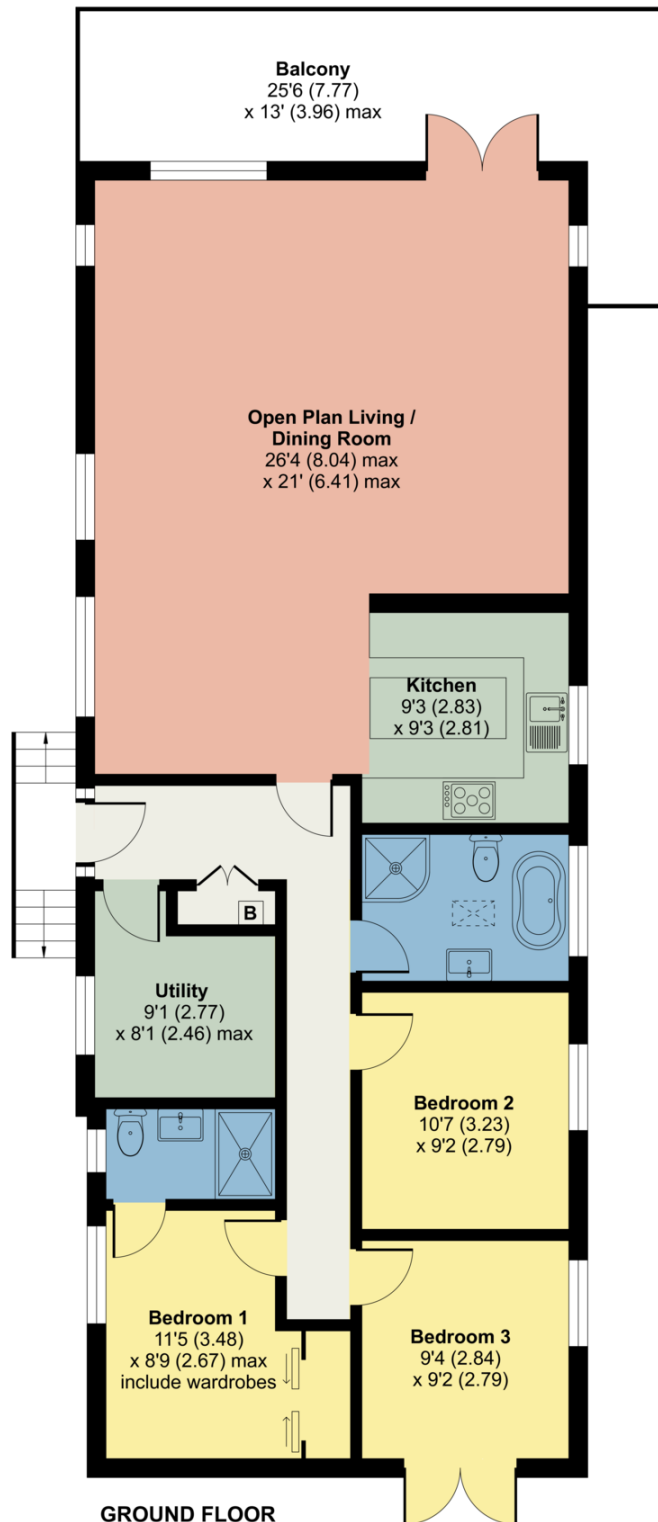 Balcony
25'6 (7.77)
x 13' (3.96) max
Open Plan Living /
Dining Room
26'4 (8.04) max
x 21' (6.41) max
Kitchen
9'3 (2.83)
x 9'3 (2.81)
B
Utility
9'1 (2.77)
x 8'1 (2.46) max
Bedroom 2
10'7 (3.23)
x 9'2 (2.79)
Bedroom 1
11'5 (3.48)
x 8'9 (2.67) max
include wardrobes
Bedroom 3
9'4 (2.84)
x 9'2 (2.79)
GROUND FLOOR